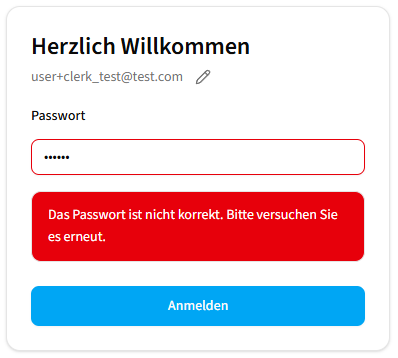 Herzlich Willkommen
user+clerk_test@test.com
Passwort
••••••
Das Passwort ist nicht korrekt. Bitte versuchen Sie
es erneut.
Anmelden